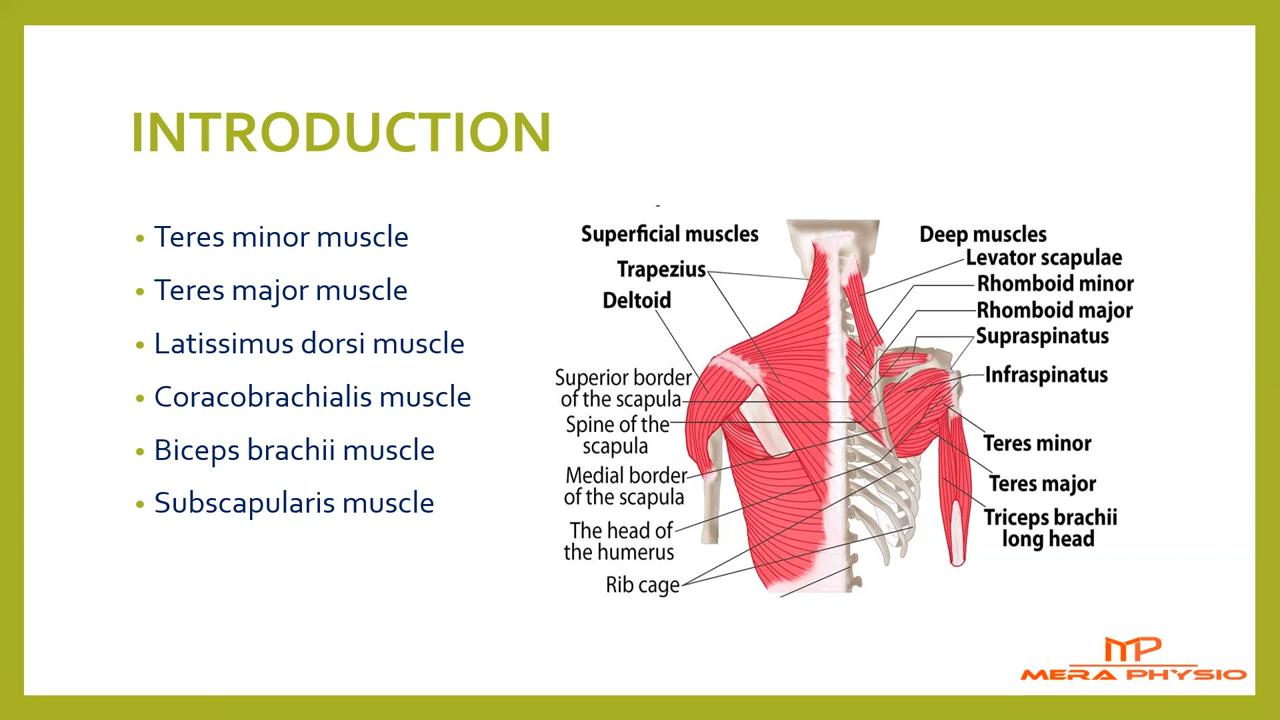 INTRODUCTION
• Teres minor muscle
• Teres major muscle
• Latissimus dorsi muscle
• Coracobrachialis muscle
• Biceps brachii muscle
• Subscapularis muscle
Superficial muscles
Trapezius
Deltoid
Superior border
of the scapula
Spine of the
scapula
Medial border
of the scapula
The head of
the humerus
Rib cage
Deep muscles
Levator scapulae
Rhomboid minor
Rhomboid major
Supraspinatus
Infraspinatus
Teres minor
Teres major
Triceps brachii
long head
MP
MERA PHYSIO